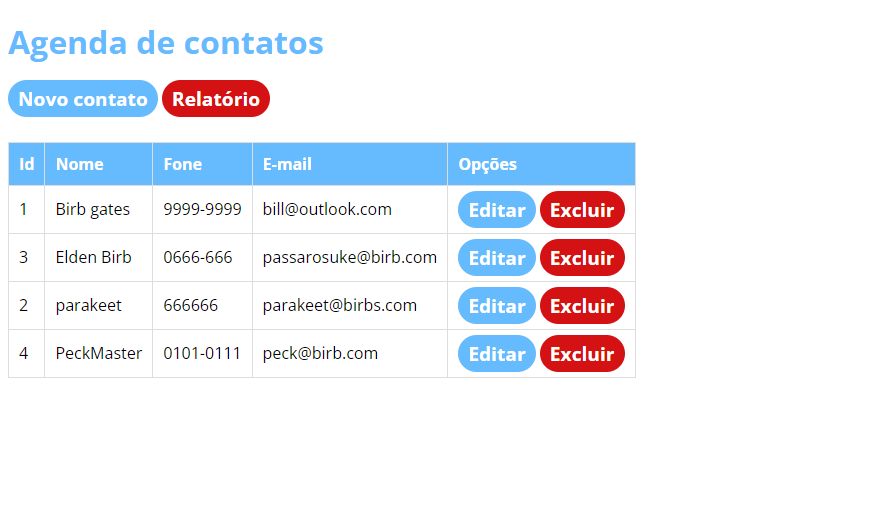 Agenda de contatos
Novo contato Relatório
Id Nome Fone E-mail Opções
1 Birb gates 9999-9999 bill@outlook.com Editar Excluir
3 Elden Birb 0666-666 passarosuke@birb.com Editar Excluir
2 parakeet 666666 parakeet@birbs.com Editar Excluir
4 PeckMaster 0101-0111 peck@birb.com Editar Excluir